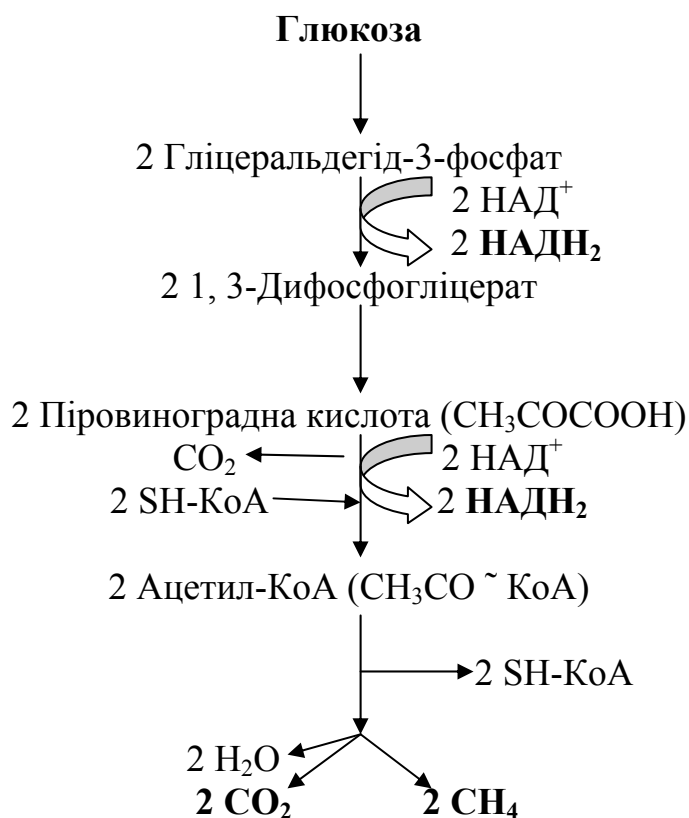 Глюкоза
2 Гліцеральдегід-3-фосфат
2 НАД⁺
2 НАДН₂
2 1, 3-Дифосфогліцерат
2 Піровиноградна кислота (CH₃COCOOH)
CO₂
2 НАД⁺
2 SH-КоА
2 НАДН₂
2 Ацетил-КоА (CH₃CO ~ КоА)
2 SH-КоА
2 H₂O
2 CO₂
2 CH₄